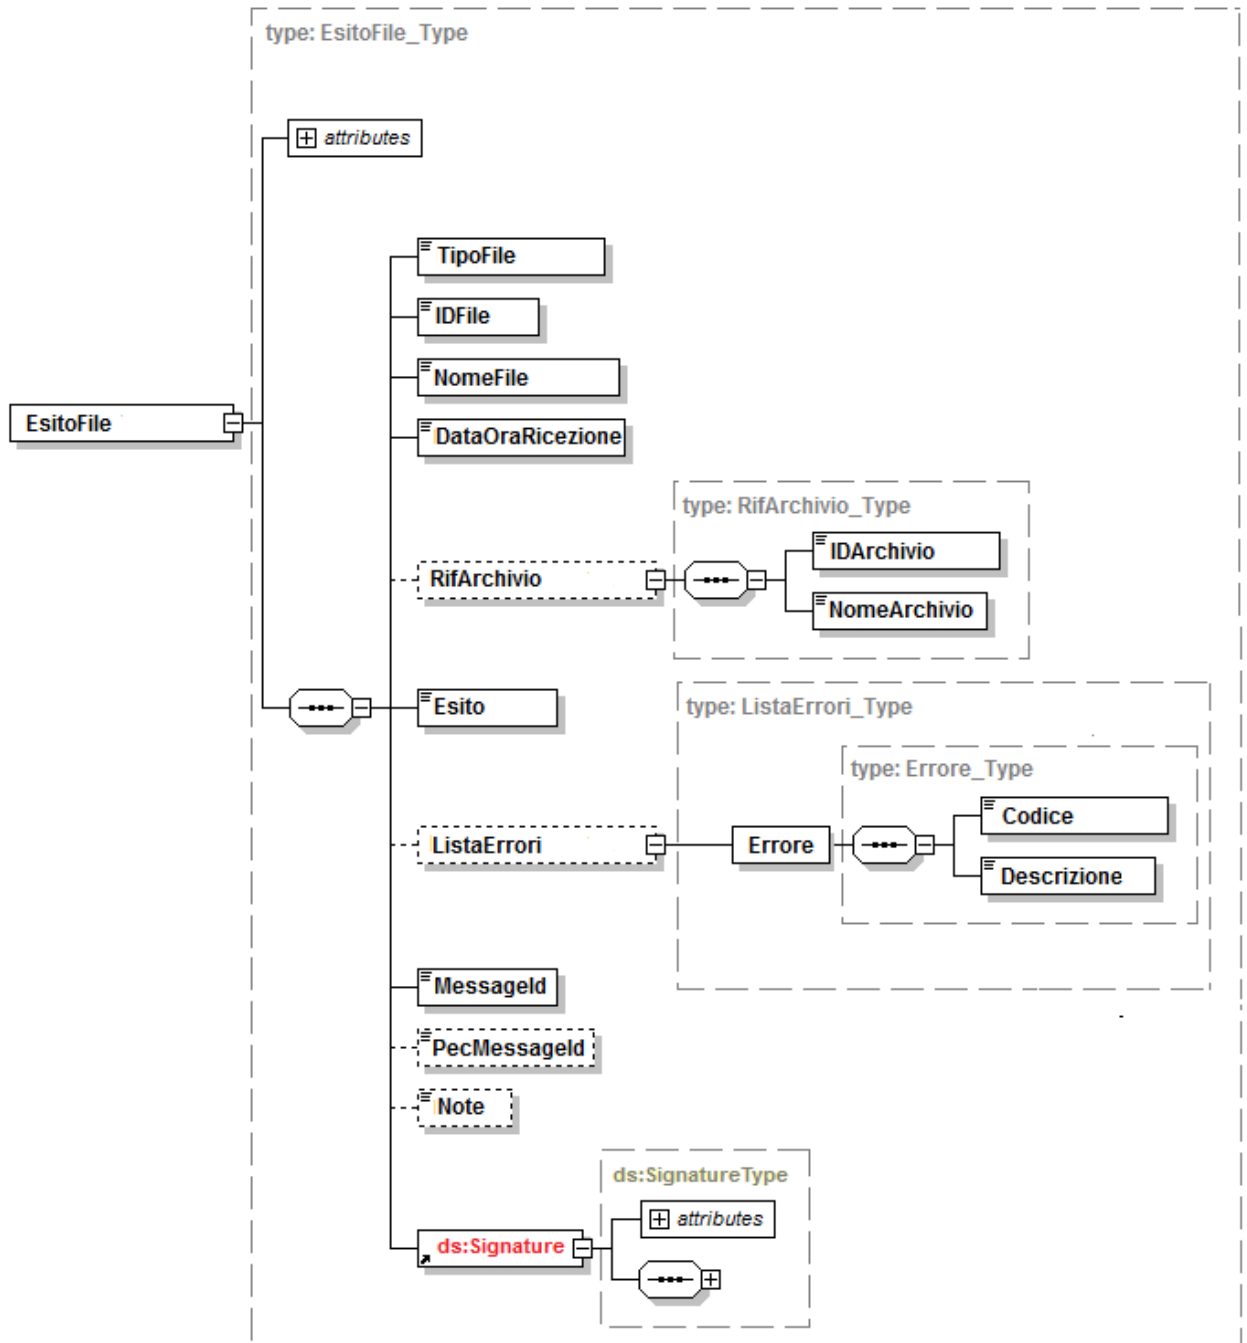 type: EsitoFile_Type
attributes
TipoFile
IDFile
NomeFile
EsitoFile
DataOraRicezione
type: RifArchivio_Type
IDArchivio
RifArchivio
NomeArchivio
Esito
type: ListaErrori_Type
type: Errore_Type
Codice
ListaErrori
Errore
Descrizione
MessageId
PecMessageId
Note
ds:SignatureType
attributes
ds:Signature